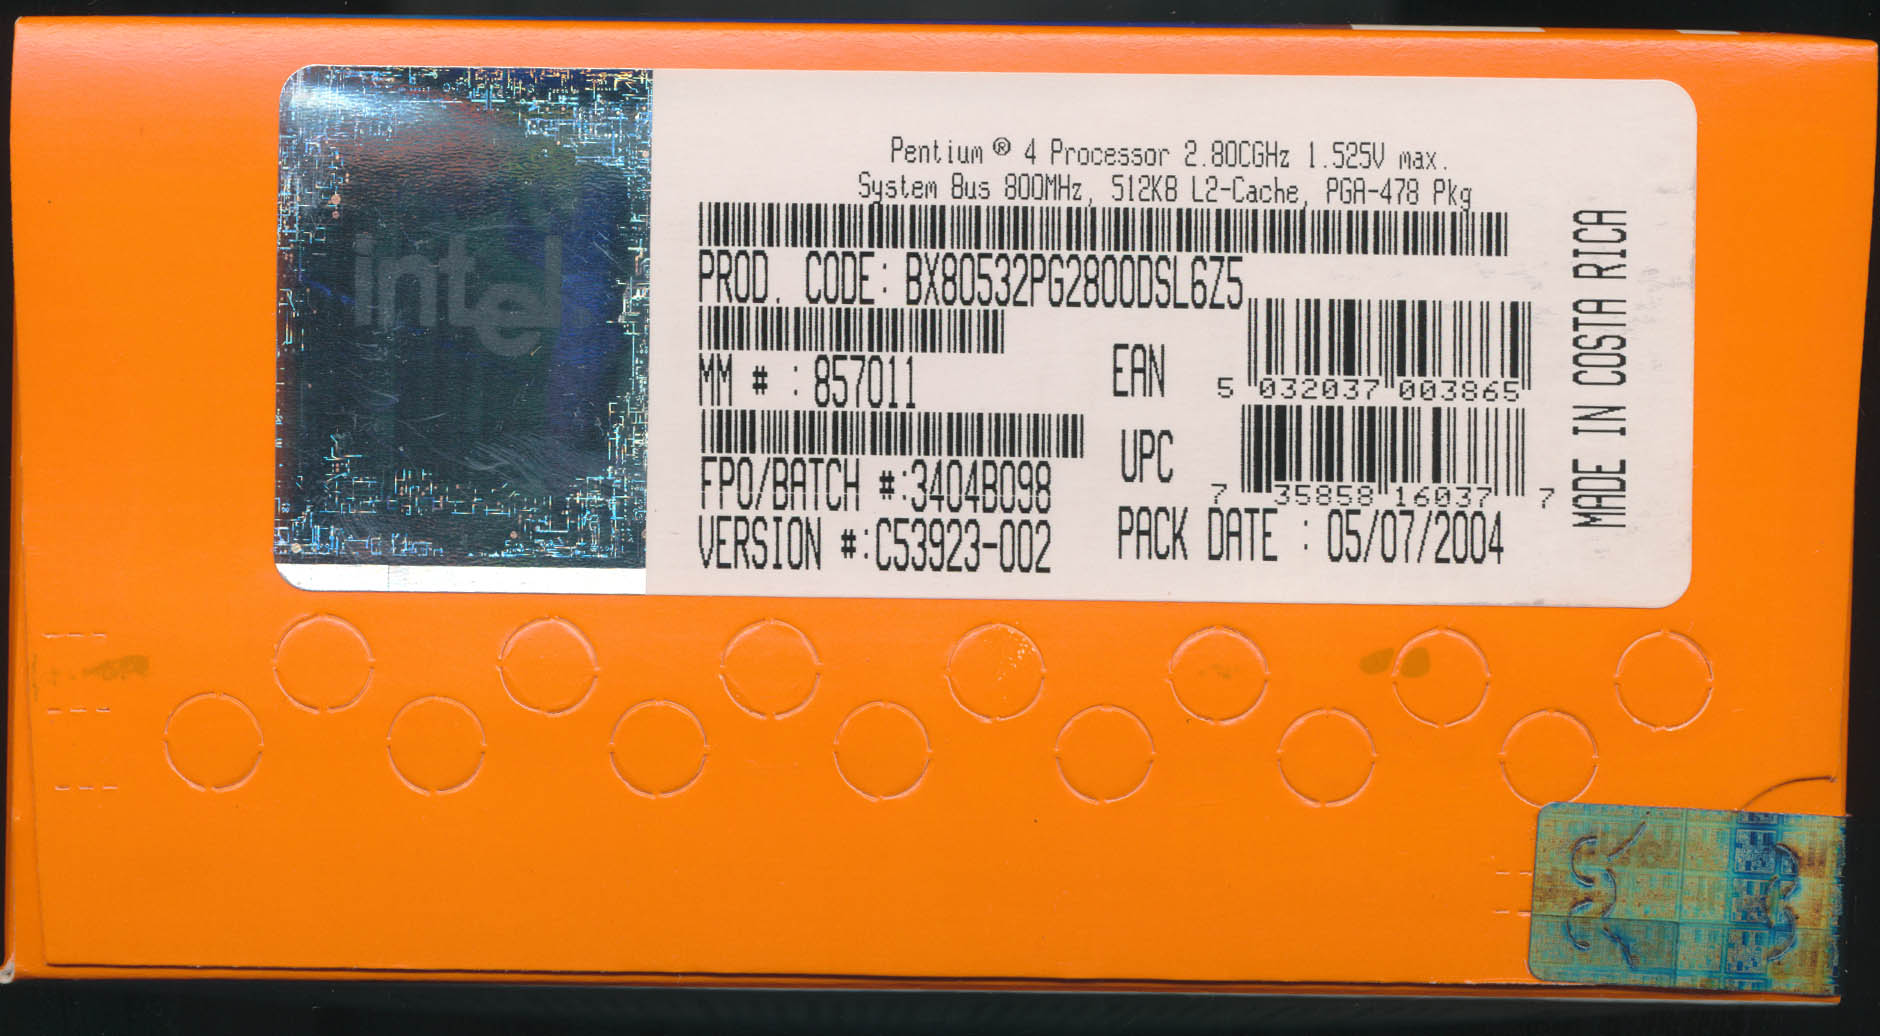 intel
Pentium ® 4 Processor 2.80CGHz 1.525V max.
System Bus 800MHz, 512KB L2-Cache, PGA-478 Pkg
PROD. CODE: BX80532PG2800DSL6Z5
MM # : 857011
EAN
5 032037 003865
FPO/BATCH #:3404B098
UPC
7 35858 16037 7
VERSION #:C53923-002
PACK DATE : 05/07/2004
MADE IN COSTA RICA